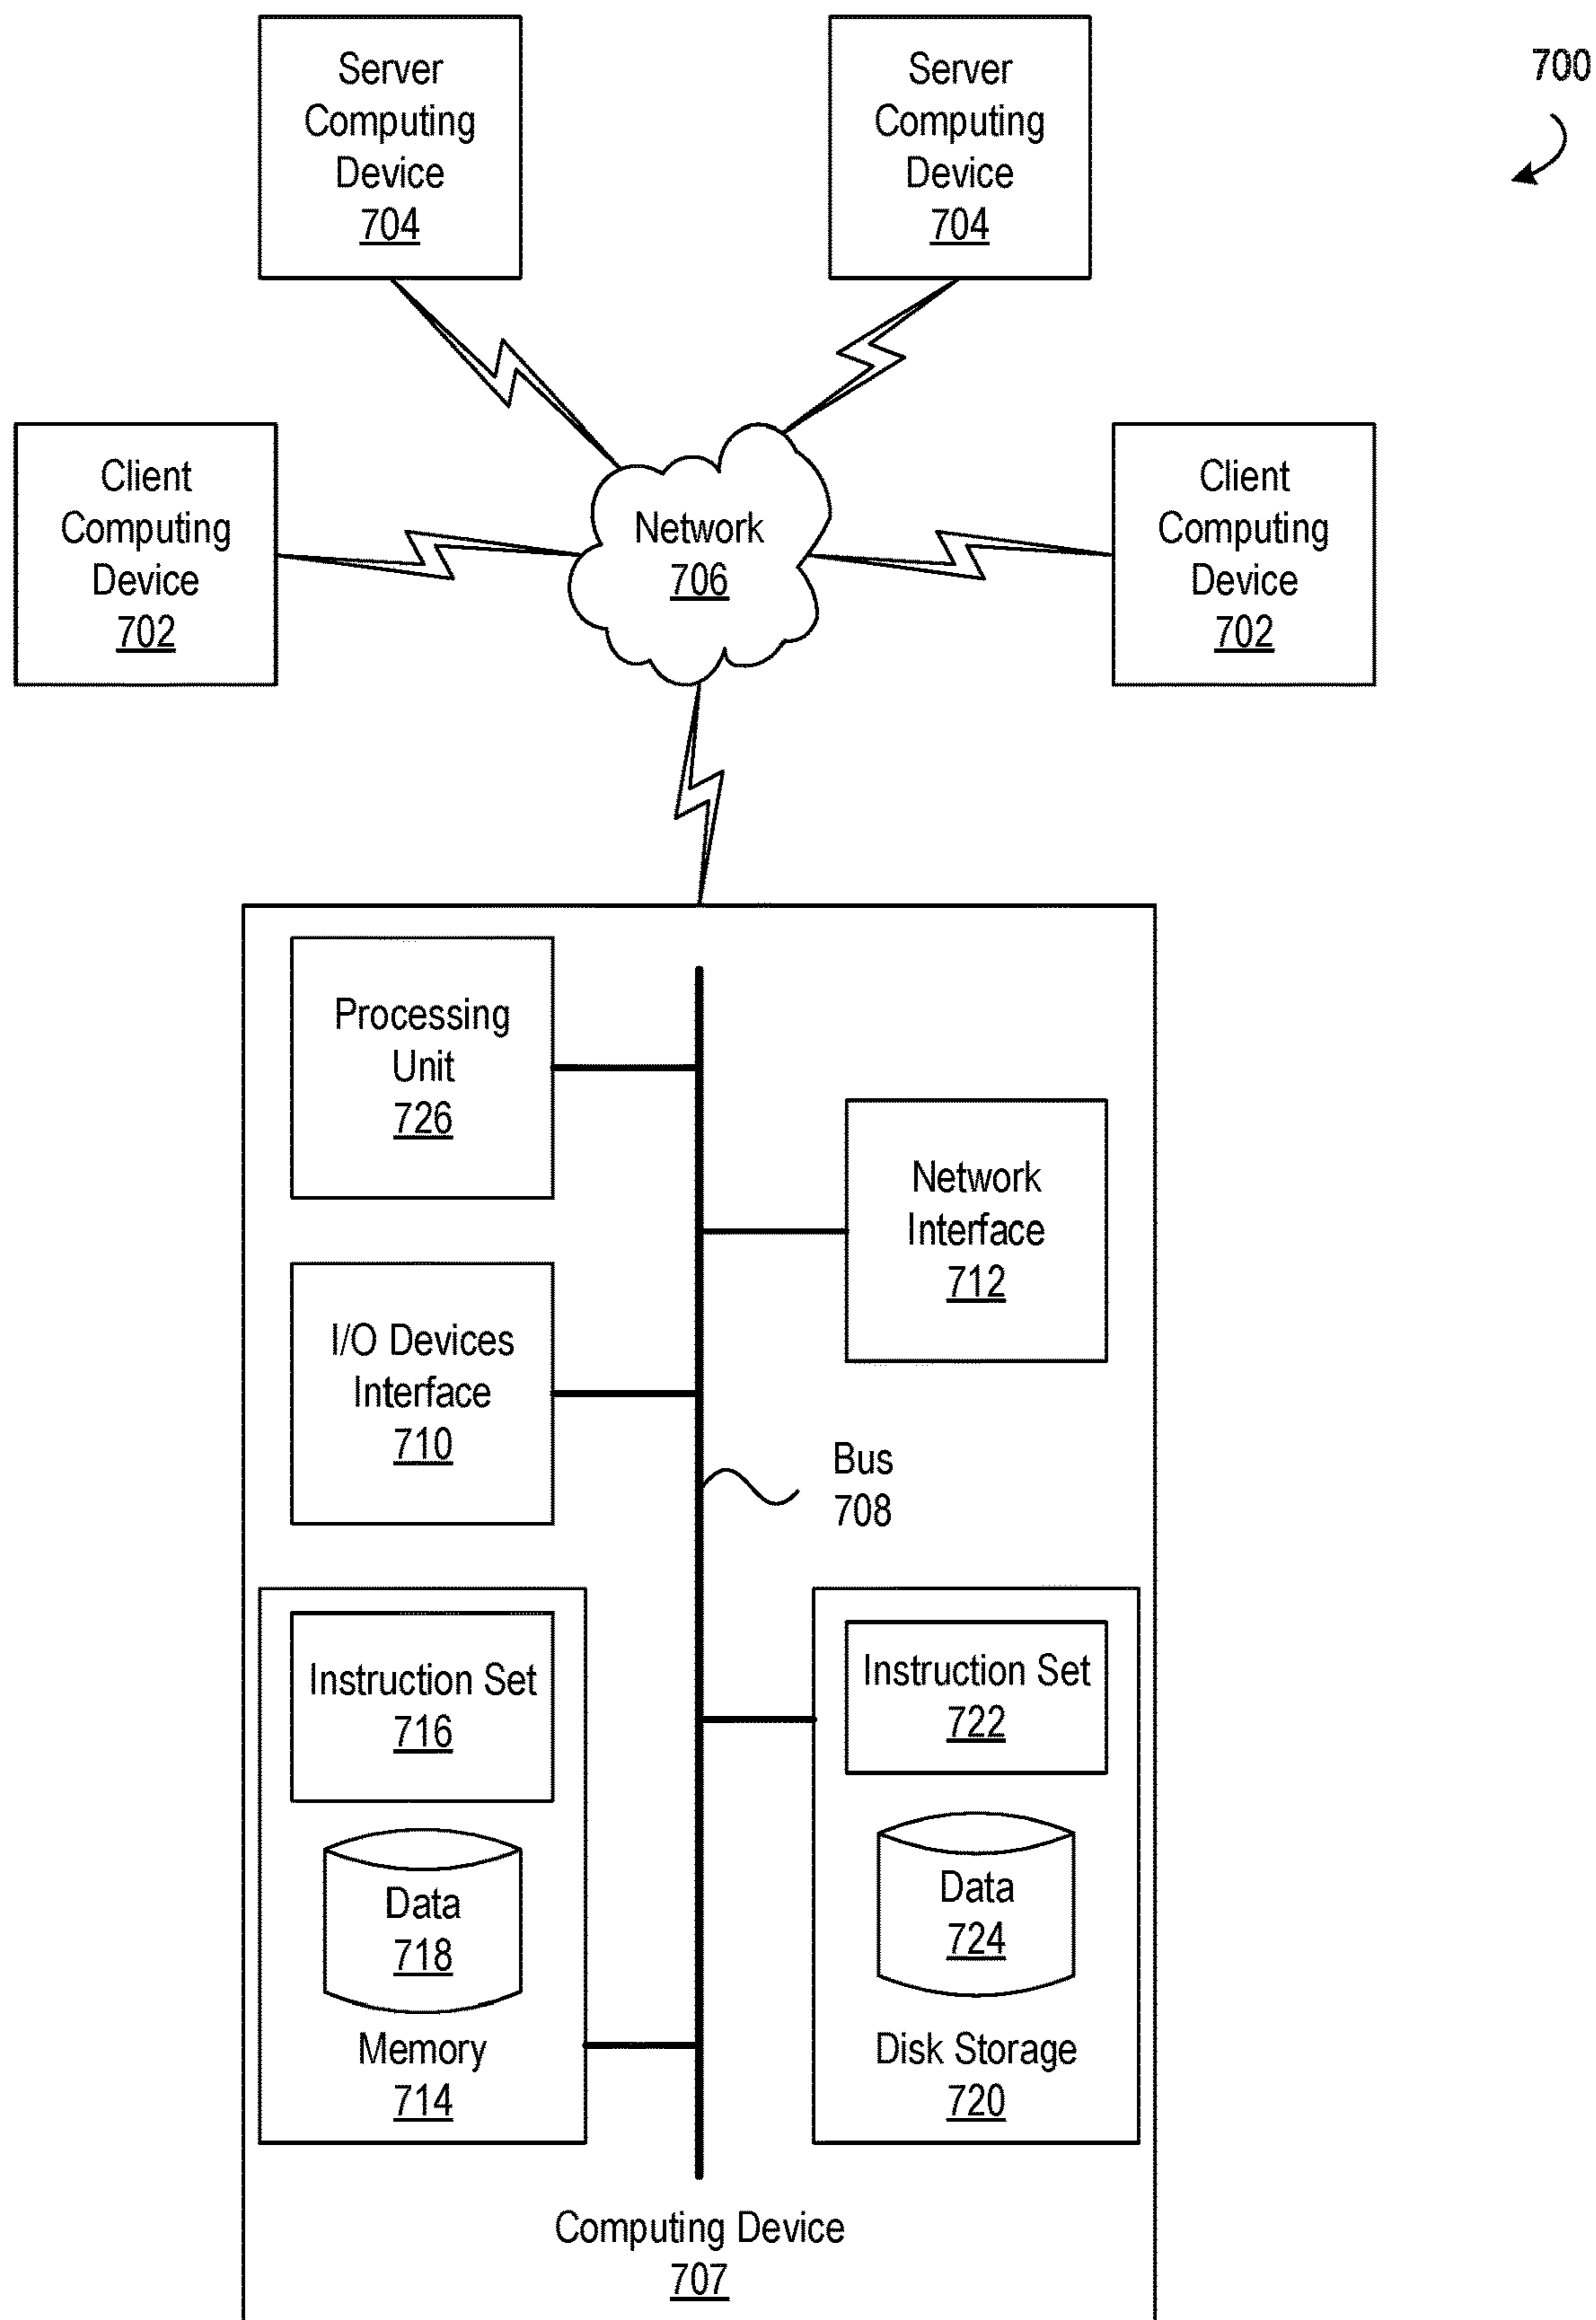 700
Server
Computing
Device
704
Server
Computing
Device
704
Client
Computing
Device
702
Network
706
Client
Computing
Device
702
Processing
Unit
726
Network
Interface
712
I/O Devices
Interface
710
Bus
708
Instruction Set
716
Data
718
Memory
714
Instruction Set
722
Data
724
Disk Storage
720
Computing Device
707